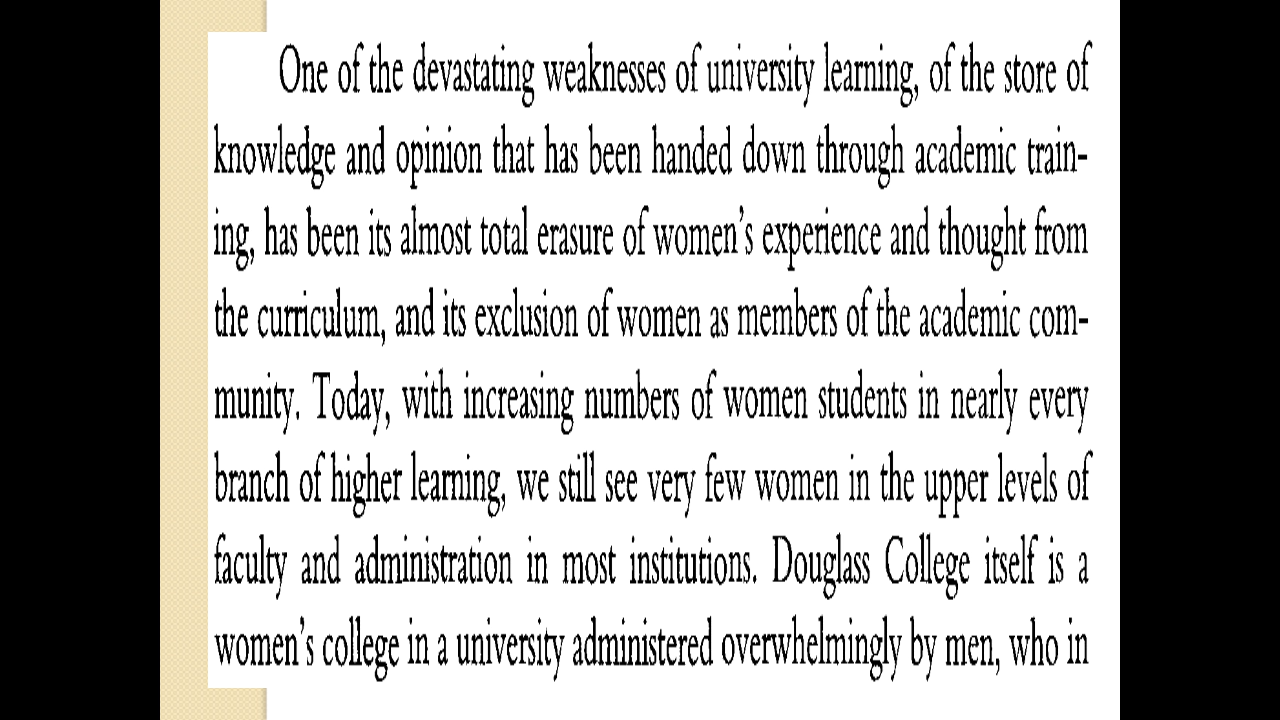 One of the devastating weaknesses of university learning, of the store of
knowledge and opinion that has been handed down through academic train-
ing, has been its almost total erasure of women's experience and thought from
the curriculum, and its exclusion of women as members of the academic com-
munity. Today, with increasing numbers of women students in nearly every
branch of higher learning, we still see very few women in the upper levels of
faculty and administration in most institutions. Douglass College itself is a
women's college in a university administered overwhelmingly by men, who in